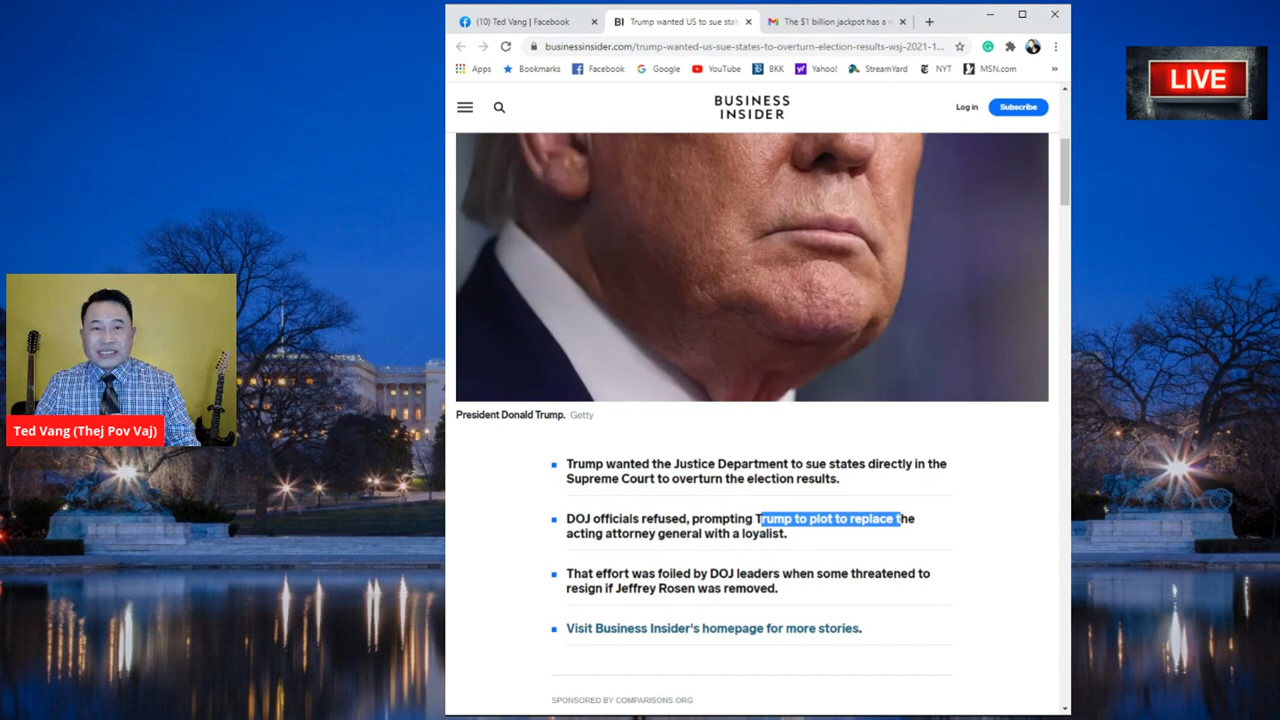 (10) Ted Vang | Facebook
Trump wanted US to sue stat
The $1 billion jackpot has a
businessinsider.com/trump-wanted-us-sue-states-to-overturn-election-results-wsj-2021-1...
Apps
Bookmarks
Facebook
Google
YouTube
BKK
Yahoo!
StreamYard
NYT
MSN.com
LIVE
BUSINESS
INSIDER
Log in
Subscribe
President Donald Trump. Getty
Ted Vang (Thej Pov Vaj)
Trump wanted the Justice Department to sue states directly in the
Supreme Court to overturn the election results.
DOJ officials refused, prompting Trump to plot to replace the
acting attorney general with a loyalist.
That effort was foiled by DOJ leaders when some threatened to
resign if Jeffrey Rosen was removed.
Visit Business Insider's homepage for more stories.
SPONSORED BY COMPARISONS.ORG